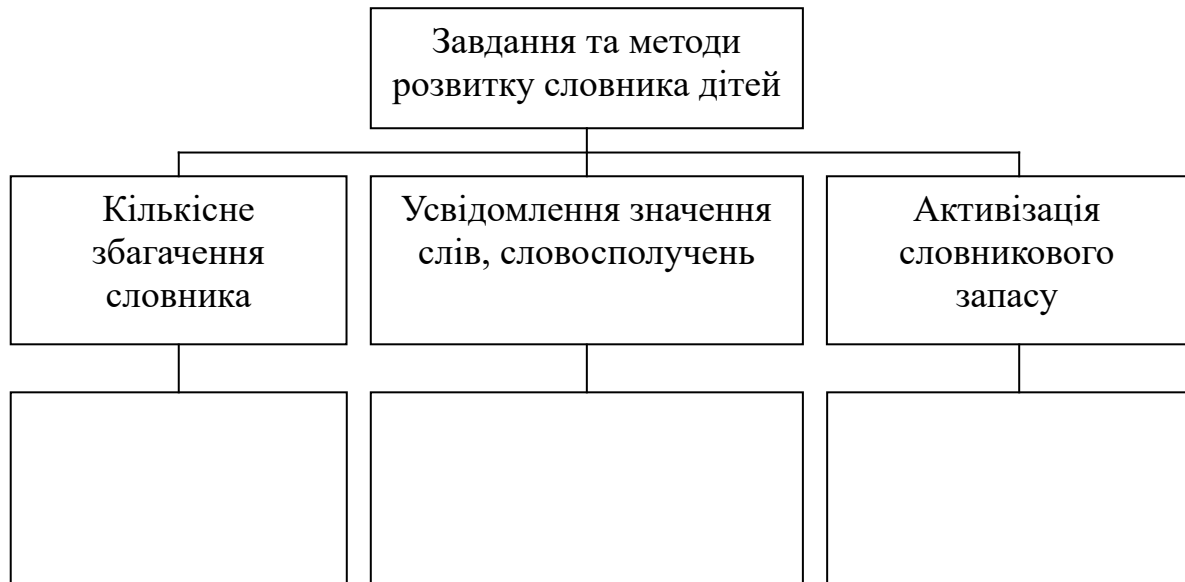 Завдання та методи
розвитку словника дітей
Кількісне
збагачення
словника
Усвідомлення значення
слів, словосполучень
Активізація
словникового
запасу